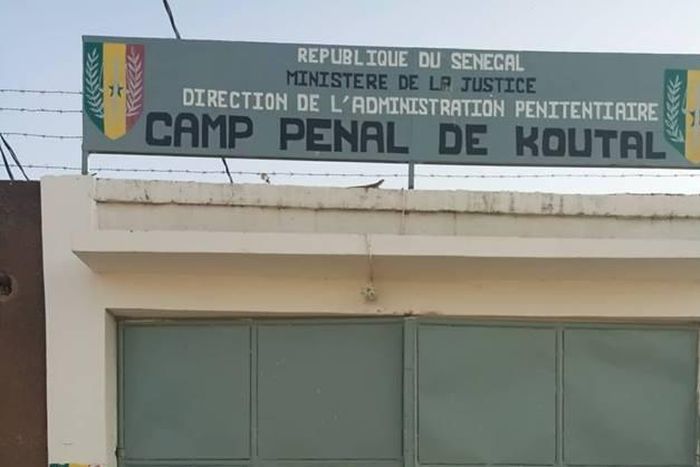 REPUBLIQUE DU SENEGAL
MINISTERE DE LA JUSTICE
DIRECTION DE L'ADMINISTRATION PENITENTIAIRE
CAMP PENAL DE KOUTAL